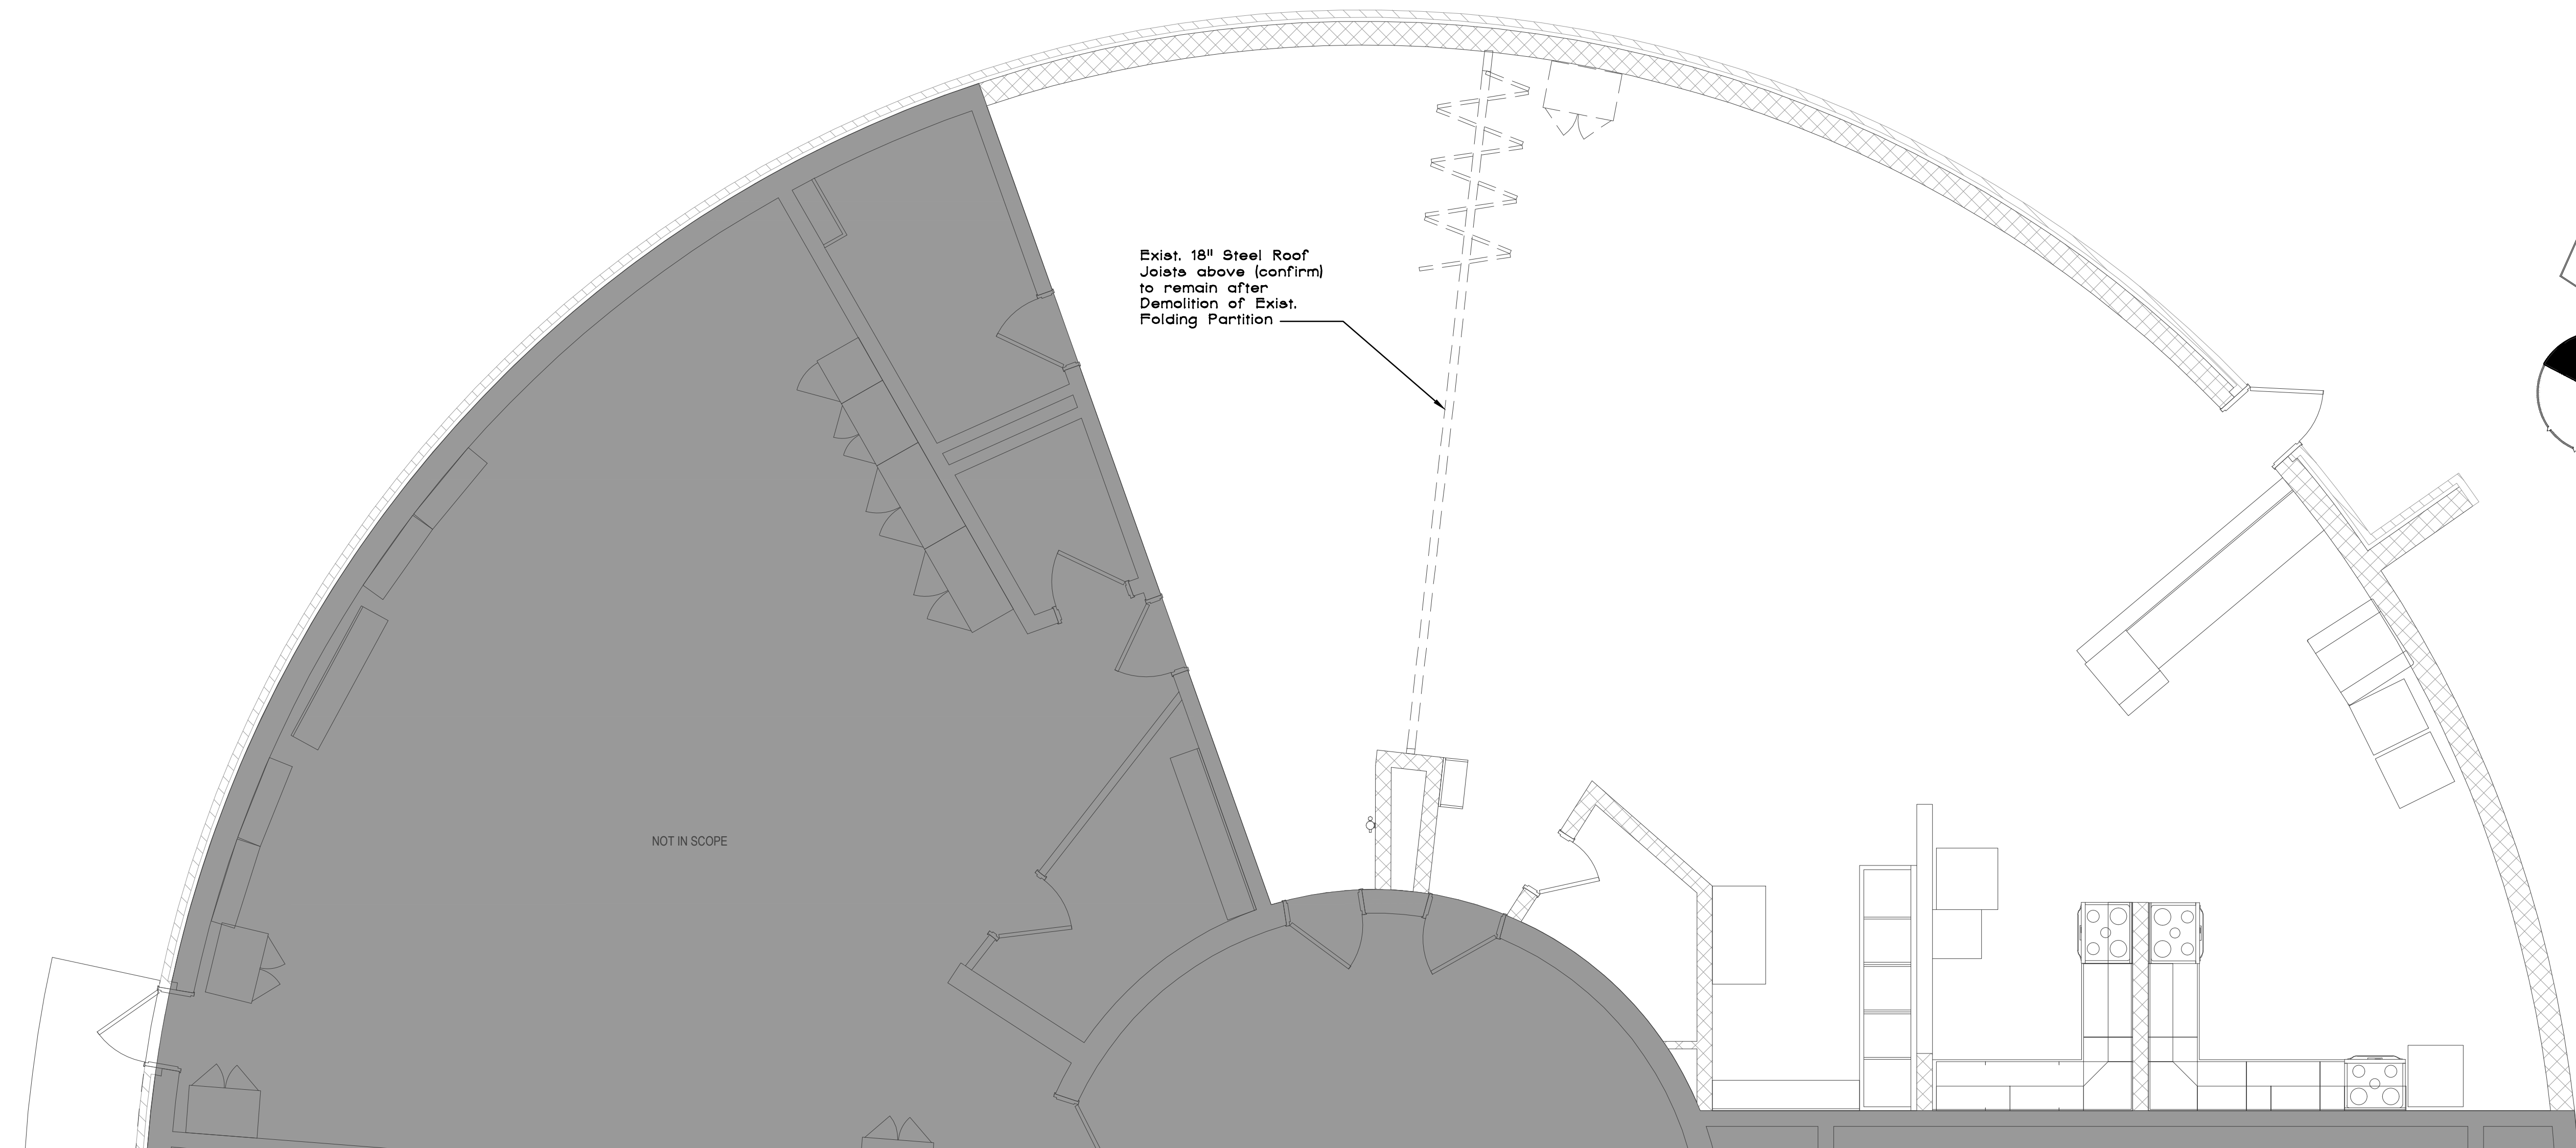 Exist. 18" Steel Roof
Joists above (confirm)
to remain after
Demolition of Exist.
Folding Partition
NOT IN SCOPE